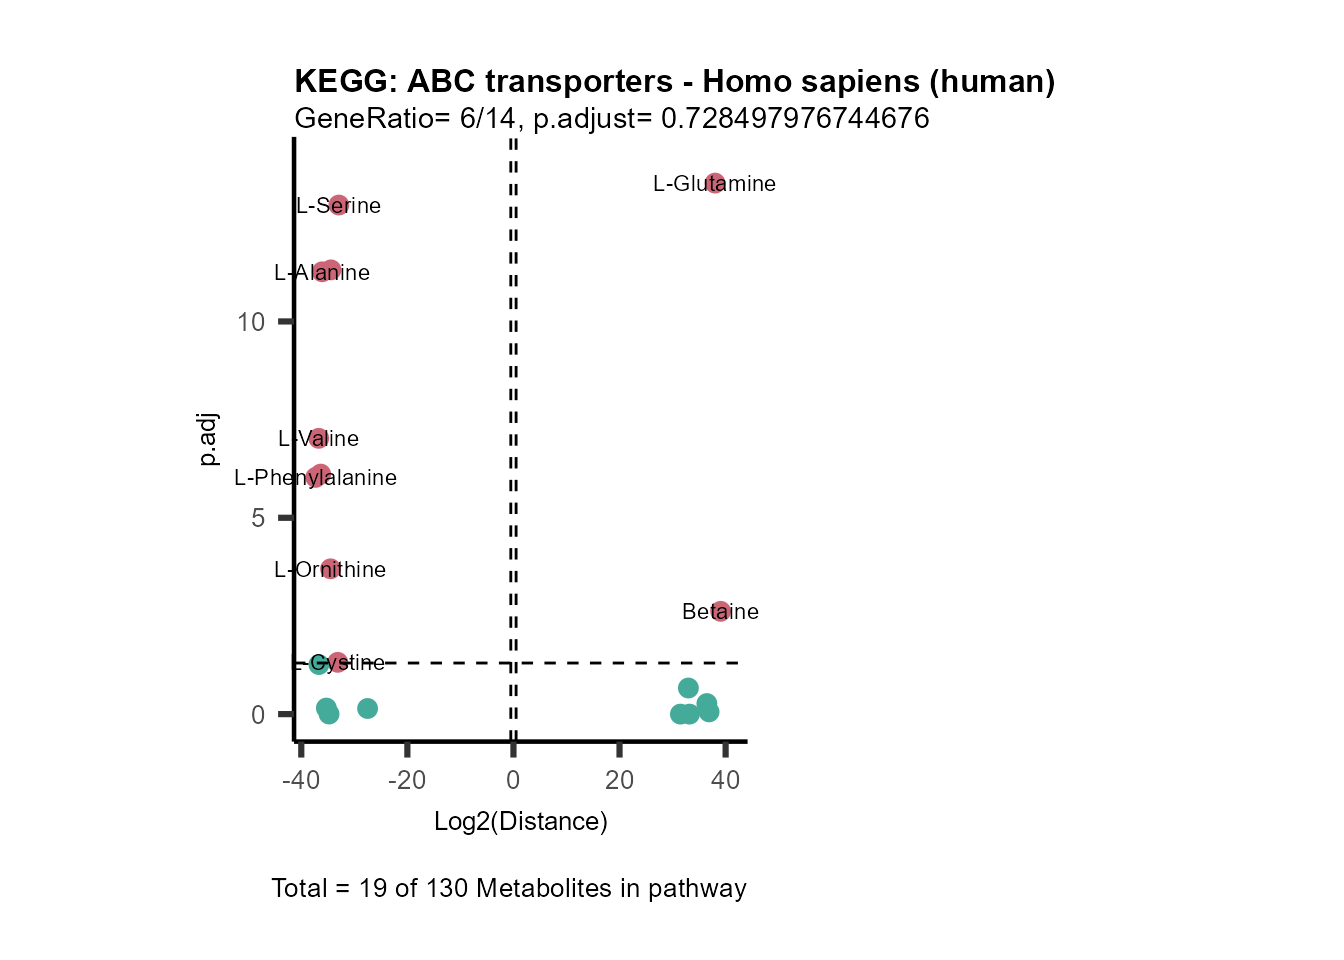 KEGG: ABC transporters - Homo sapiens (human)
GeneRatio= 6/14, p.adjust= 0.728497976744676
L-Glutamine
L-Serine
L-Alanine
10
L-Valine
p.adj
L-Phenylalanine
5
L-Ornithine
Betaine
L-Cystine
0
-40 -20 0 20 40
Log2(Distance)
Total = 19 of 130 Metabolites in pathway